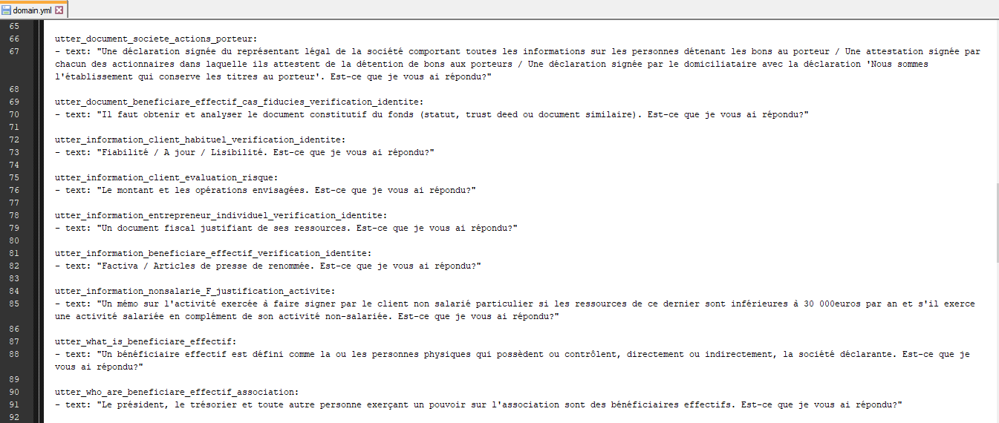 domain.yml
65
66 utter_document_societe_actions_porteur:
67 - text: "Une déclaration signée du représentant légal de la société comportant toutes les informations sur les personnes détenant les bons au porteur / Une attestation signée par
chacun des actionnaires dans laquelle ils attestent de la détention de bons aux porteurs / Une déclaration signée par le domiciliataire avec la déclaration 'Nous sommes
l'établissement qui conserve les titres au porteur'. Est-ce que je vous ai répondu?"
68
69 utter_document_beneficiare_effectif_cas_fiducies_verification_identite:
70 - text: "Il faut obtenir et analyser le document constitutif du fonds (statut, trust deed ou document similaire). Est-ce que je vous ai répondu?"
71
72 utter_information_client_habituel_verification_identite:
73 - text: "Fiabilité / A jour / Lisibilité. Est-ce que je vous ai répondu?"
74
75 utter_information_client_evaluation_risque:
76 - text: "Le montant et les opérations envisagées. Est-ce que je vous ai répondu?"
77
78 utter_information_entrepreneur_individuel_verification_identite:
79 - text: "Un document fiscal justifiant de ses ressources. Est-ce que je vous ai répondu?"
80
81 utter_information_beneficiare_effectif_verification_identite:
82 - text: "Factiva / Articles de presse de renommée. Est-ce que je vous ai répondu?"
83
84 utter_information_nonsalarie_F_justification_activite:
85 - text: "Un mémo sur l'activité exercée à faire signer par le client non salarié particulier si les ressources de ce dernier sont inférieures à 30 000euros par an et s'il exerce
une activité salariée en complément de son activité non-salariée. Est-ce que je vous ai répondu?"
86
87 utter_what_is_beneficiare_effectif:
88 - text: "Un bénéficiaire effectif est défini comme la ou les personnes physiques qui possèdent ou contrôlent, directement ou indirectement, la société déclarante. Est-ce que je
vous ai répondu?"
89
90 utter_who_are_beneficiare_effectif_association:
91 - text: "Le président, le trésorier et toute autre personne exerçant un pouvoir sur l'association sont des bénéficiaires effectifs. Est-ce que je vous ai répondu?"
92